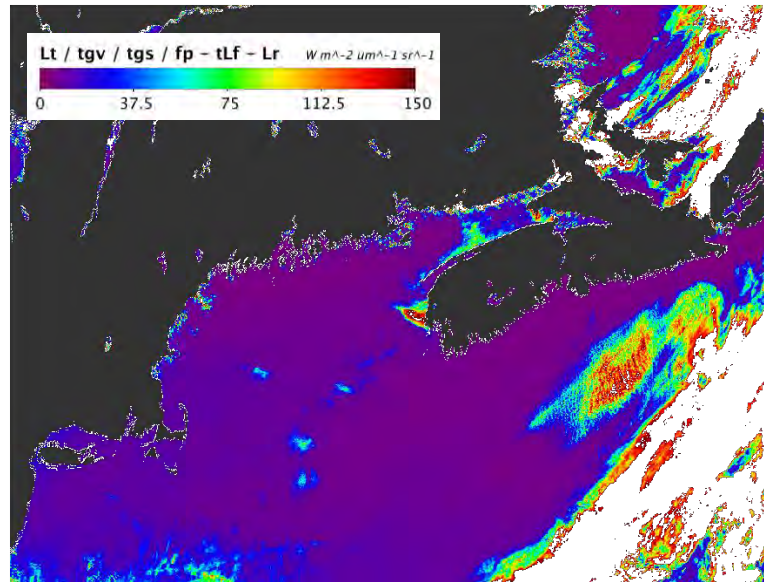 Lt / tgv / tgs / fp – tLf – Lr W m^–2 um^–1 sr^–1
0 37.5 75 112.5 150